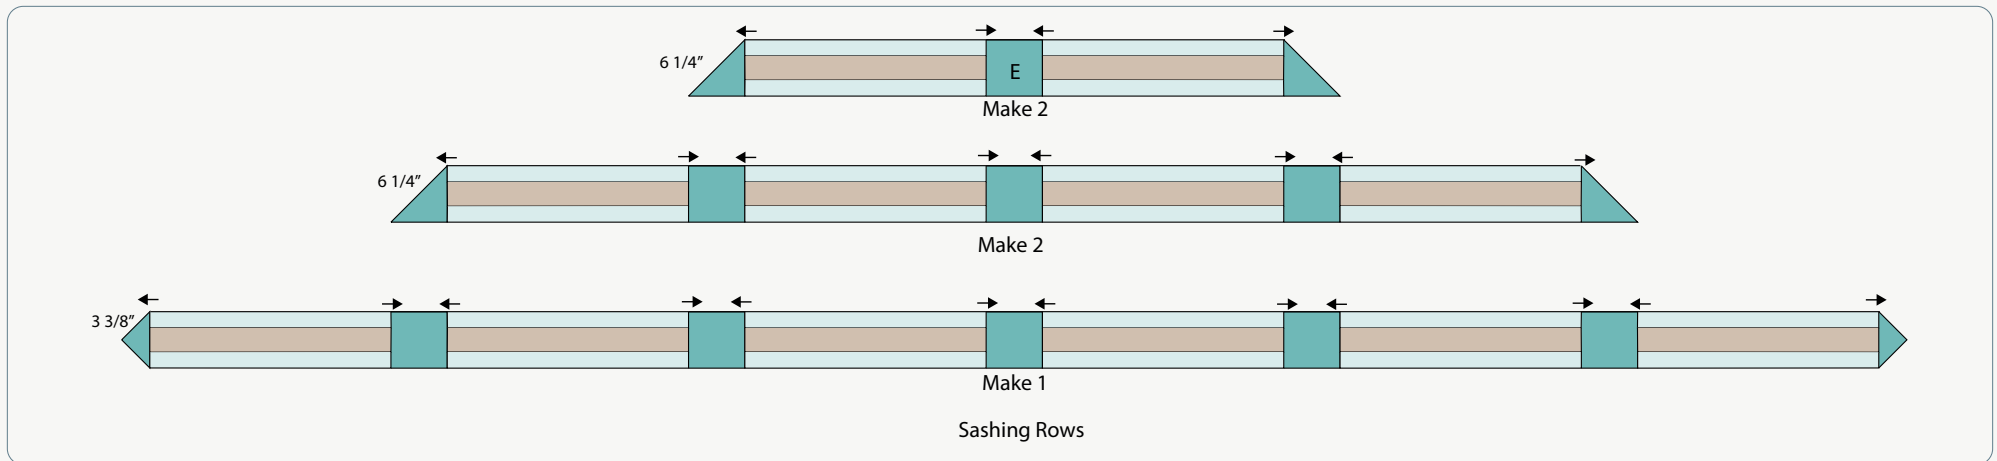 6 1/4”
E
Make 2
6 1/4”
Make 2
3 3/8”
Make 1
Sashing Rows